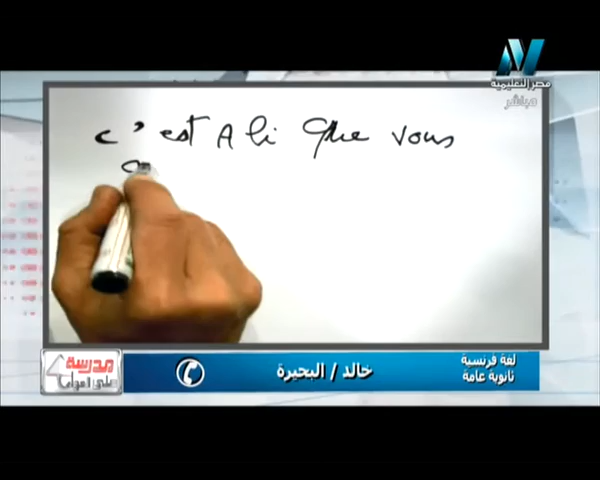 مصر التعليمية
مباشر
c'est Ali que vous
مدرسة
على الهواء
خالد / البحيرة
لغة فرنسية
ثانوية عامة